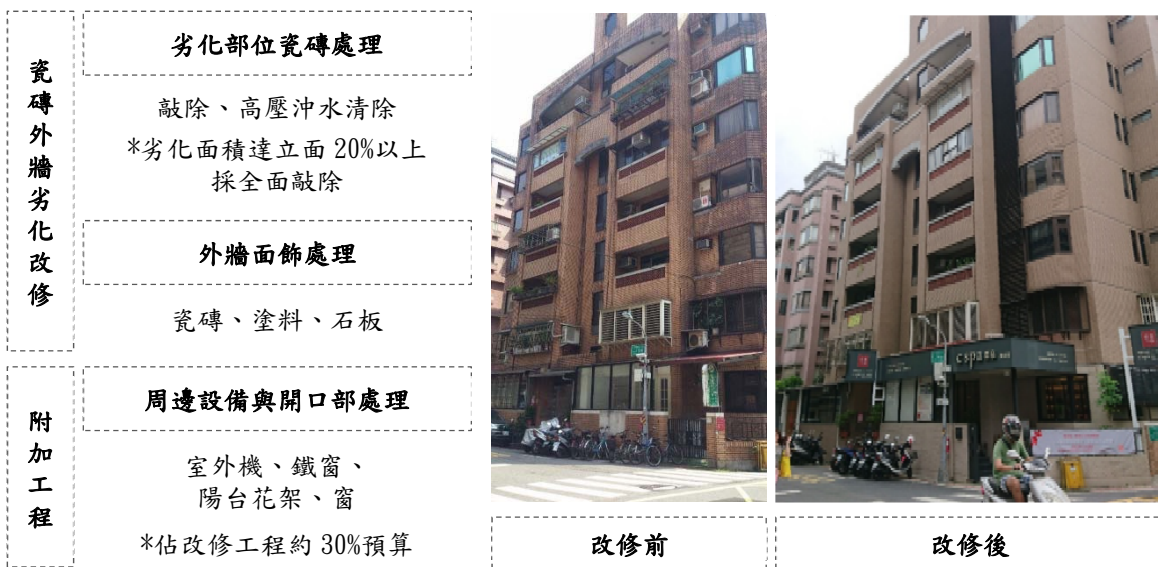 瓷磚外牆劣化改修
劣化部位瓷磚處理
敲除、高壓沖水清除
*劣化面積達立面 20%以上
採全面敲除
外牆面飾處理
瓷磚、塗料、石板
附加工程
周邊設備與開口部處理
室外機、鐵窗、
陽台花架、窗
*佔改修工程約 30%預算
cspa
改修前
改修後